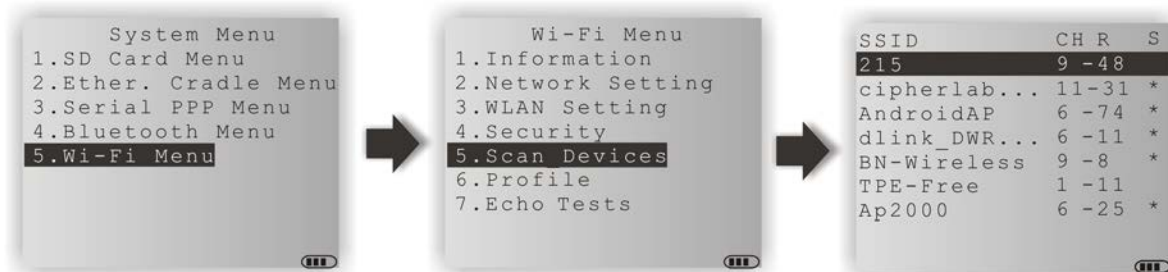 System Menu
1.SD Card Menu
2.Ether. Cradle Menu
3.Serial PPP Menu
4.Bluetooth Menu
5.Wi-Fi Menu
Wi-Fi Menu
1.Information
2.Network Setting
3.WLAN Setting
4.Security
5.Scan Devices
6.Profile
7.Echo Tests
SSID CH R S
215 9 -48
cipherlab... 11-31 *
AndroidAP 6 -74 *
dlink_DWR... 6 -11 *
BN-Wireless 9 -8 *
TPE-Free 1 -11
Ap2000 6 -25 *